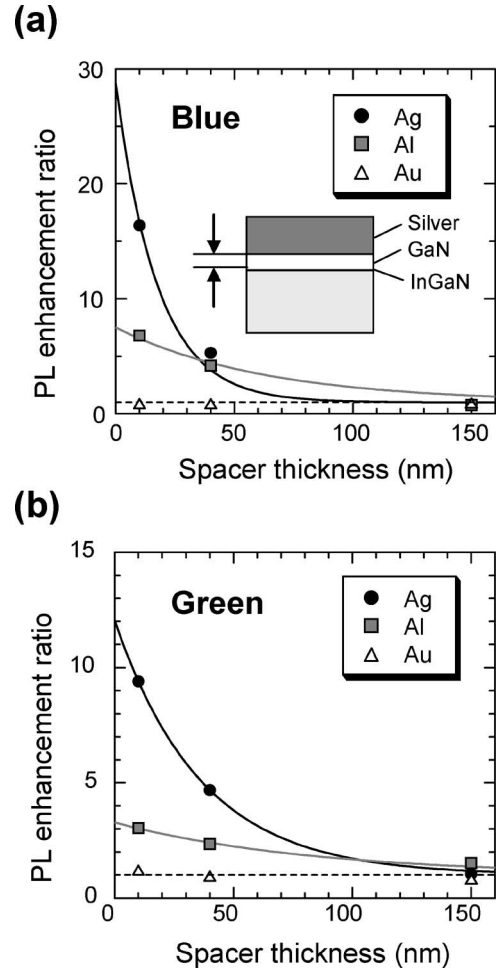 (a)
30
20
10
0
PL enhancement ratio
Blue
Ag
Al
Au
Silver
GaN
InGaN
0
50
100
150
Spacer thickness (nm)
(b)
15
10
5
0
PL enhancement ratio
Green
Ag
Al
Au
0
50
100
150
Spacer thickness (nm)